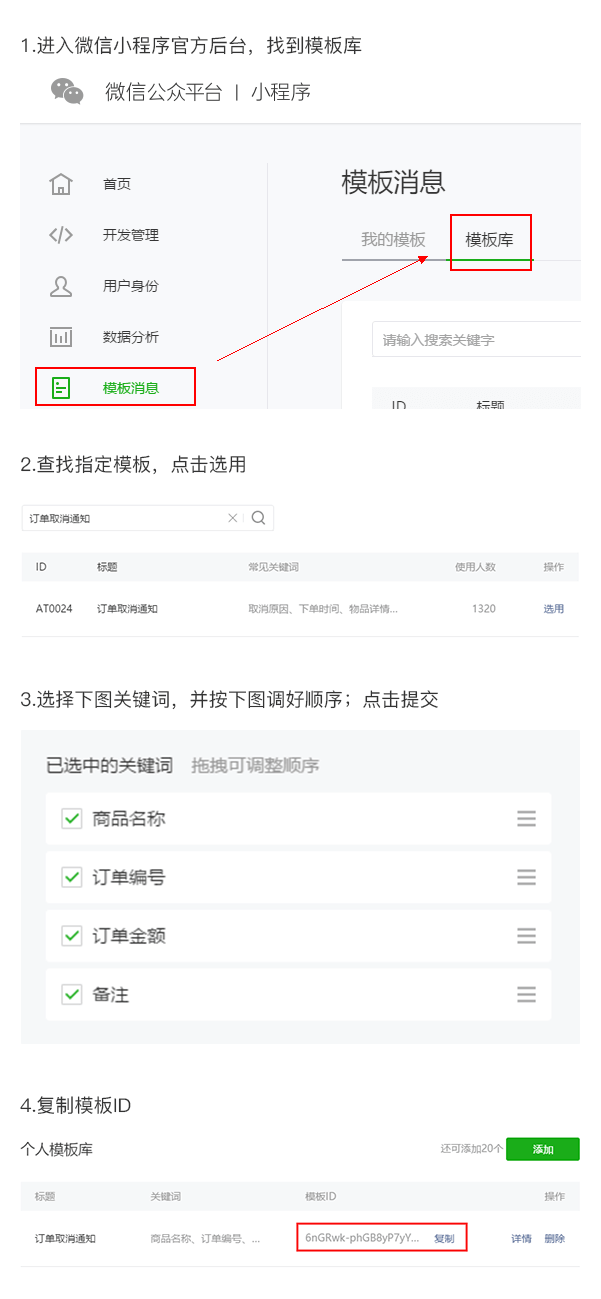 1.进入微信小程序官方后台，找到模板库
微信公众平台 | 小程序
首页
开发管理
用户身份
数据分析
模板消息
模板消息
我的模板 模板库
请输入搜索关键字
ID 标题
2.查找指定模板，点击选用
订单取消通知
ID 标题 常见关键词 使用人数 操作
AT0024 订单取消通知 取消原因、下单时间、物品详情... 1320 选用
3.选择下图关键词，并按下图调好顺序；点击提交
已选中的关键词 拖拽可调整顺序
商品名称
订单编号
订单金额
备注
4.复制模板ID
个人模板库 还可添加20个 添加
标题 关键词 模板ID 操作
订单取消通知 商品名称、订单编号、... 6nGRwk-phGB8yP7yY... 复制 详情 删除